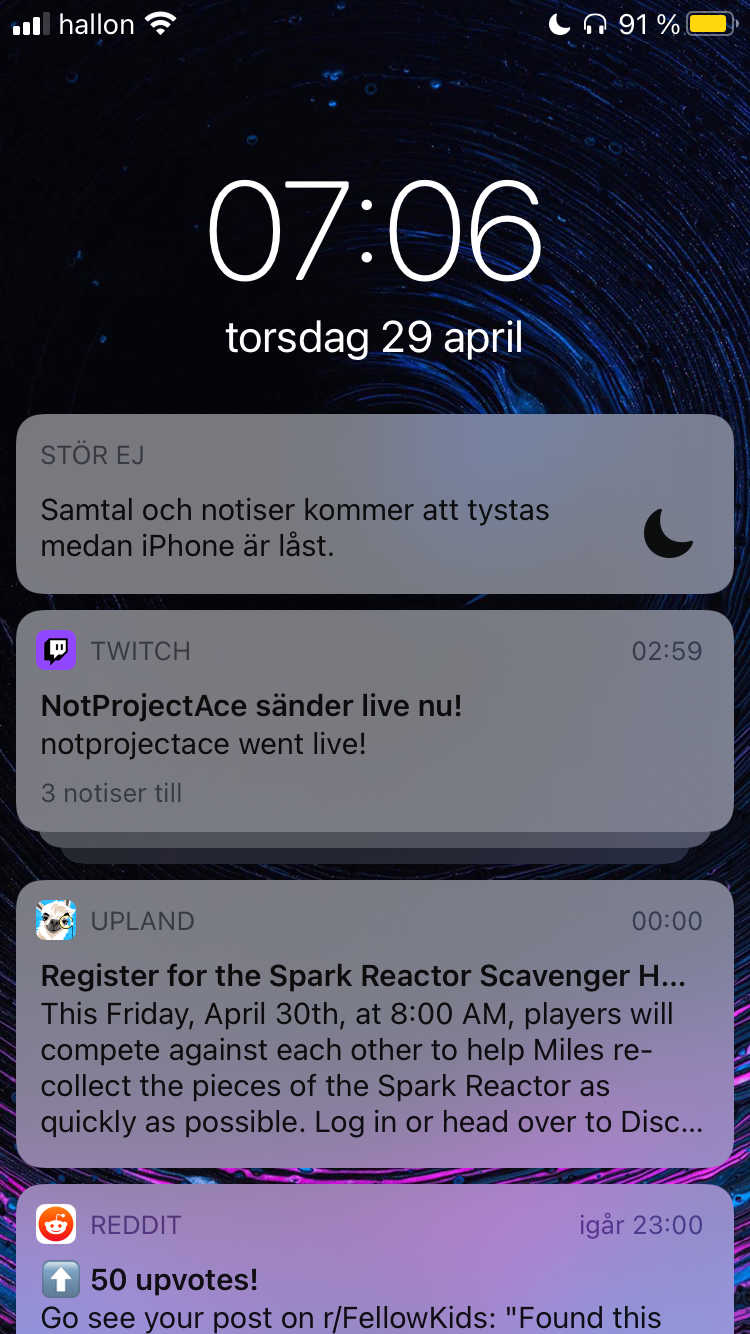 hallon 91 %
07:06
torsdag 29 april
STÖR EJ
Samtal och notiser kommer att tystas
medan iPhone är låst.
TWITCH 02:59
NotProjectAce sänder live nu!
notprojectace went live!
3 notiser till
UPLAND 00:00
Register for the Spark Reactor Scavenger H...
This Friday, April 30th, at 8:00 AM, players will
compete against each other to help Miles re-
collect the pieces of the Spark Reactor as
quickly as possible. Log in or head over to Disc...
REDDIT igår 23:00
⬆️ 50 upvotes!
Go see your post on r/FellowKids: "Found this